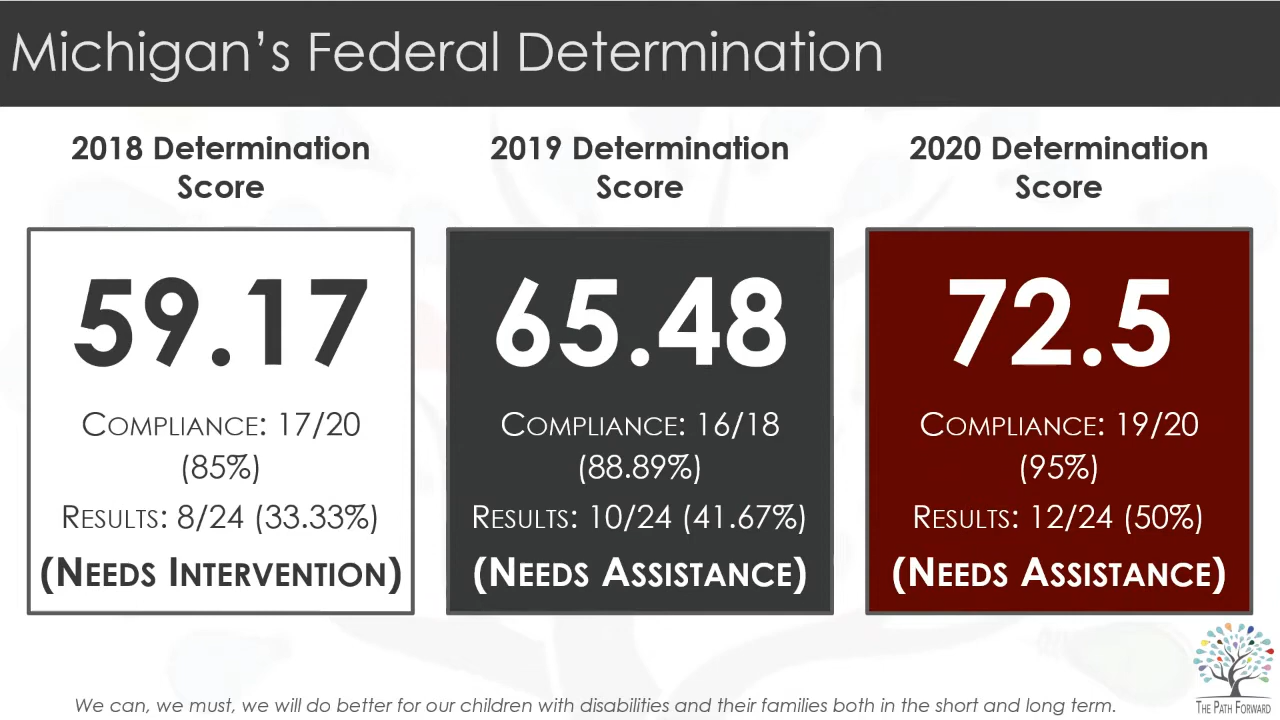 Michigan’s Federal Determination
2018 Determination
Score
59.17
Compliance: 17/20
(85%)
Results: 8/24 (33.33%)
(Needs Intervention)
2019 Determination
Score
65.48
Compliance: 16/18
(88.89%)
Results: 10/24 (41.67%)
(Needs Assistance)
2020 Determination
Score
72.5
Compliance: 19/20
(95%)
Results: 12/24 (50%)
(Needs Assistance)
We can, we must, we will do better for our children with disabilities and their families both in the short and long term.
The Path Forward